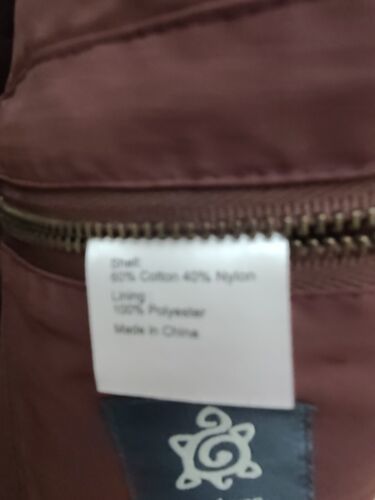 Shell:
60% Cotton 40% Nylon
Lining:
100% Polyester
Made in China